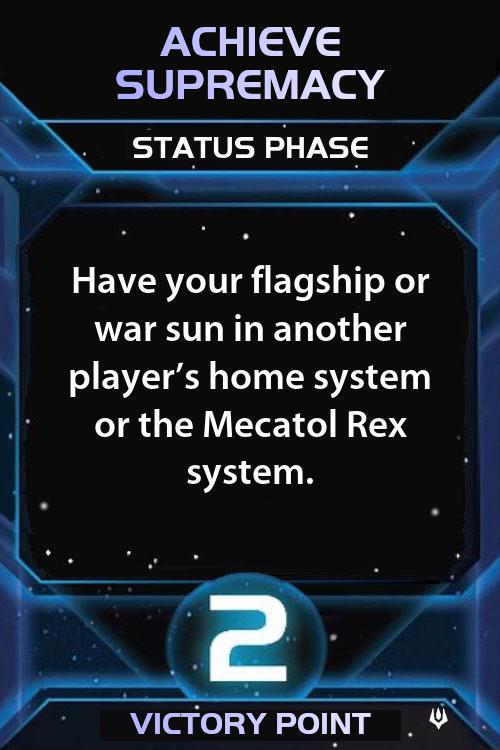 ACHIEVE
SUPREMACY
STATUS PHASE
Have your flagship or
war sun in another
player’s home system
or the Mecatol Rex
system.
2
VICTORY POINT